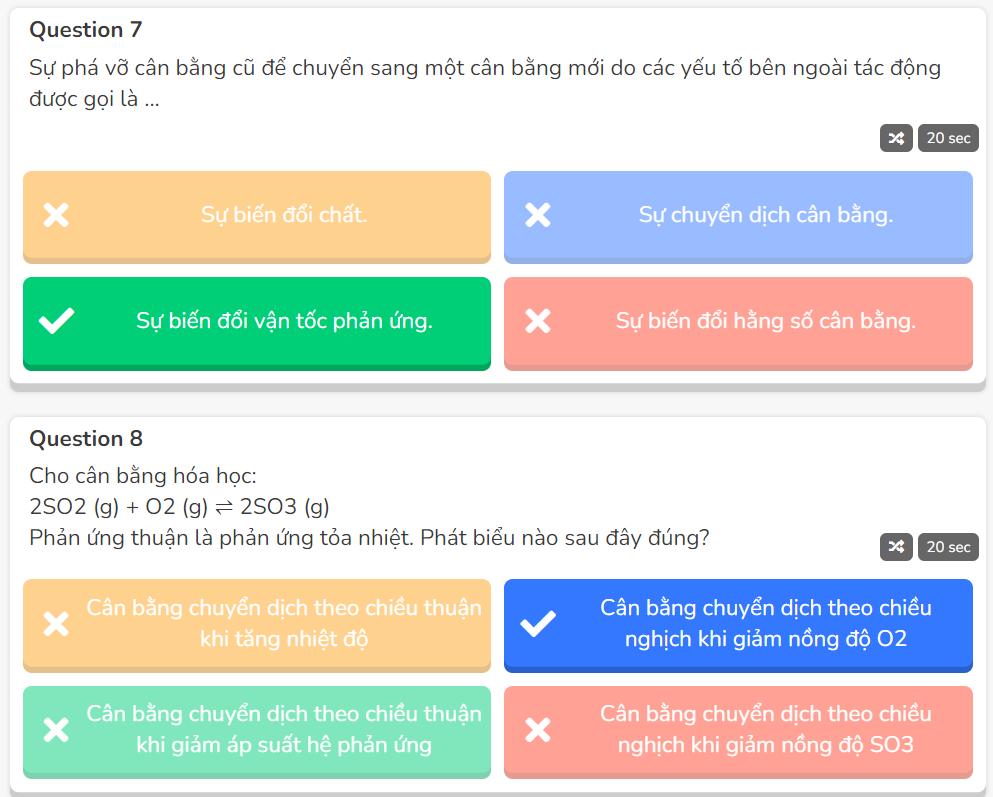 Question 7
Sự phá vỡ cân bằng cũ để chuyển sang một cân bằng mới do các yếu tố bên ngoài tác động
được gọi là ...
20 sec
Sự biến đổi chất.
Sự chuyển dịch cân bằng.
Sự biến đổi vận tốc phản ứng.
Sự biến đổi hằng số cân bằng.
Question 8
Cho cân bằng hóa học:
2SO2 (g) + O2 (g) ⇌ 2SO3 (g)
Phản ứng thuận là phản ứng tỏa nhiệt. Phát biểu nào sau đây đúng?
20 sec
Cân bằng chuyển dịch theo chiều thuận
khi tăng nhiệt độ
Cân bằng chuyển dịch theo chiều
nghịch khi giảm nồng độ O2
Cân bằng chuyển dịch theo chiều thuận
khi giảm áp suất hệ phản ứng
Cân bằng chuyển dịch theo chiều
nghịch khi giảm nồng độ SO3